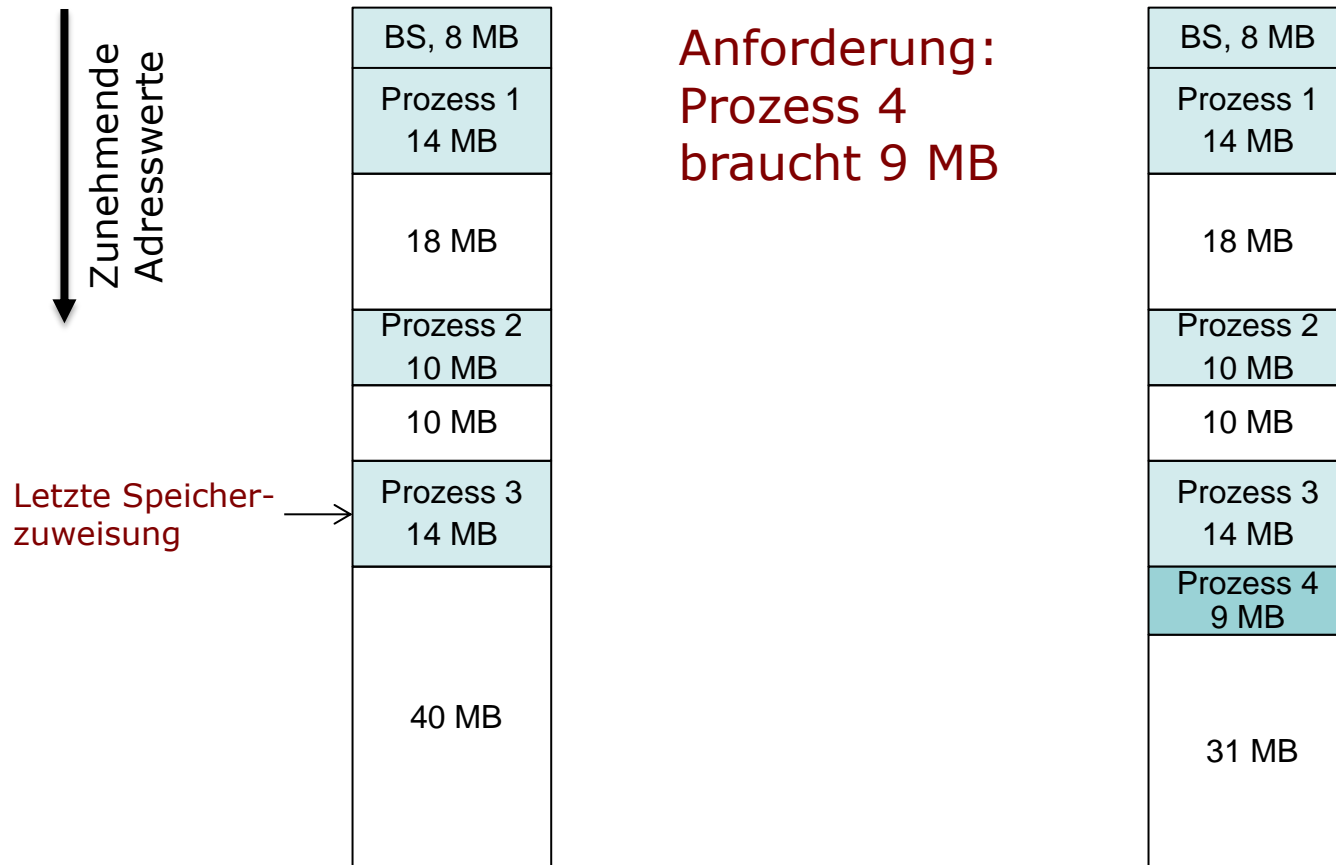 Zunehmende
Adresswerte
BS, 8 MB
Prozess 1
14 MB
18 MB
Prozess 2
10 MB
10 MB
Prozess 3
14 MB
40 MB
Letzte Speicher-
zuweisung
Anforderung:
Prozess 4
braucht 9 MB
BS, 8 MB
Prozess 1
14 MB
18 MB
Prozess 2
10 MB
10 MB
Prozess 3
14 MB
Prozess 4
9 MB
31 MB